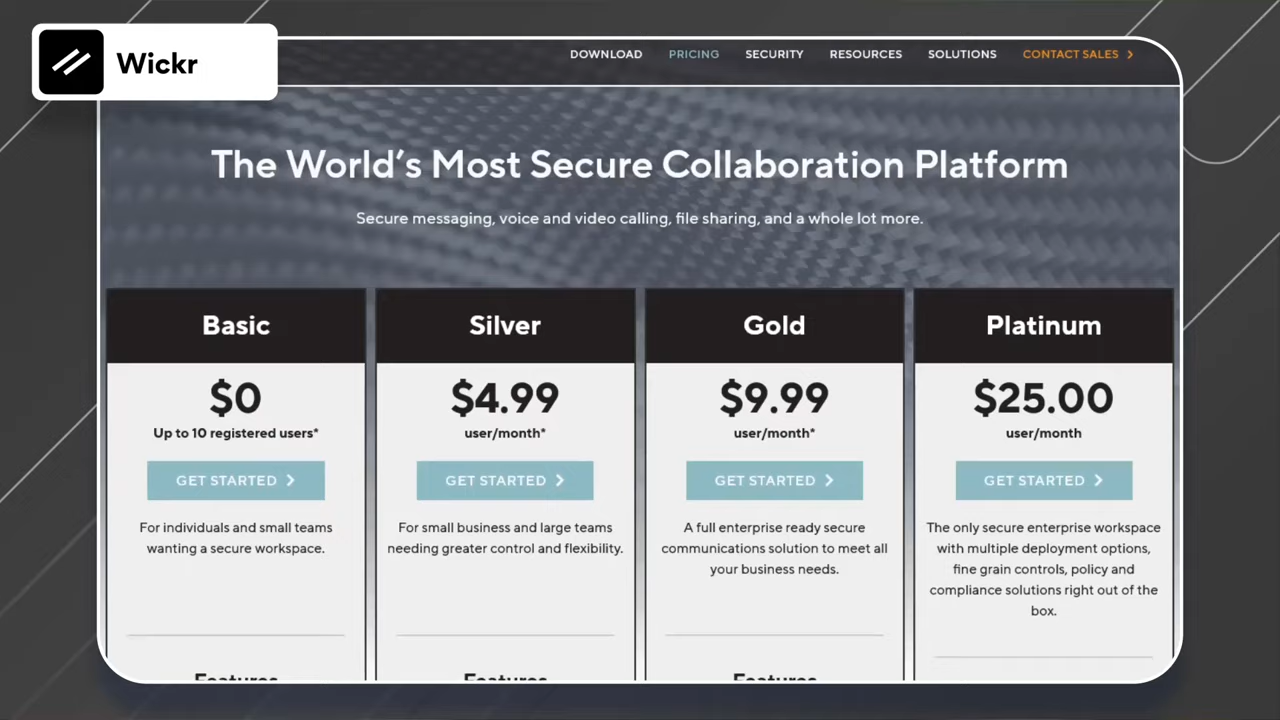 Wickr
DOWNLOAD PRICING SECURITY RESOURCES SOLUTIONS CONTACT SALES
The World’s Most Secure Collaboration Platform
Secure messaging, voice and video calling, file sharing, and a whole lot more.
Basic
$0
Up to 10 registered users*
GET STARTED
For individuals and small teams
wanting a secure workspace.
Features
Silver
$4.99
user/month*
GET STARTED
For small business and large teams
needing greater control and flexibility.
Features
Gold
$9.99
user/month*
GET STARTED
A full enterprise ready secure
communications solution to meet all
your business needs.
Features
Platinum
$25.00
user/month
GET STARTED
The only secure enterprise workspace
with multiple deployment options,
fine grain controls, policy and
compliance solutions right out of the
box.